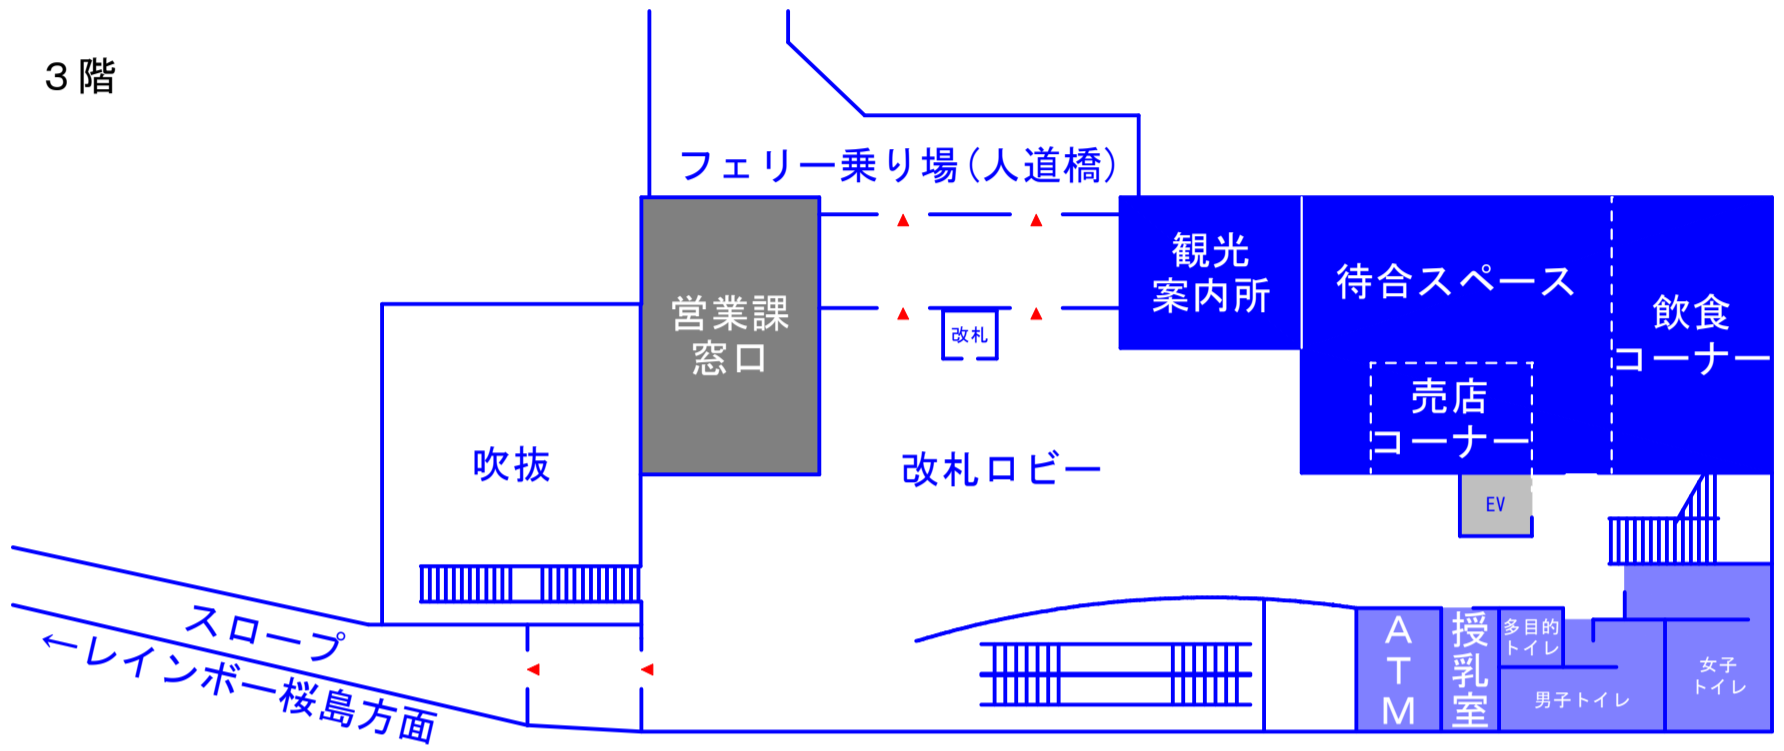 ３階
フェリー乗り場(人道橋)
営業課
窓口
改札
観光
案内所
待合スペース
飲食
コーナー
売店
コーナー
吹抜
改札ロビー
EV
スロープ
←レインボー桜島方面
ATM
授乳室
多目的
トイレ
男子トイレ
女子
トイレ